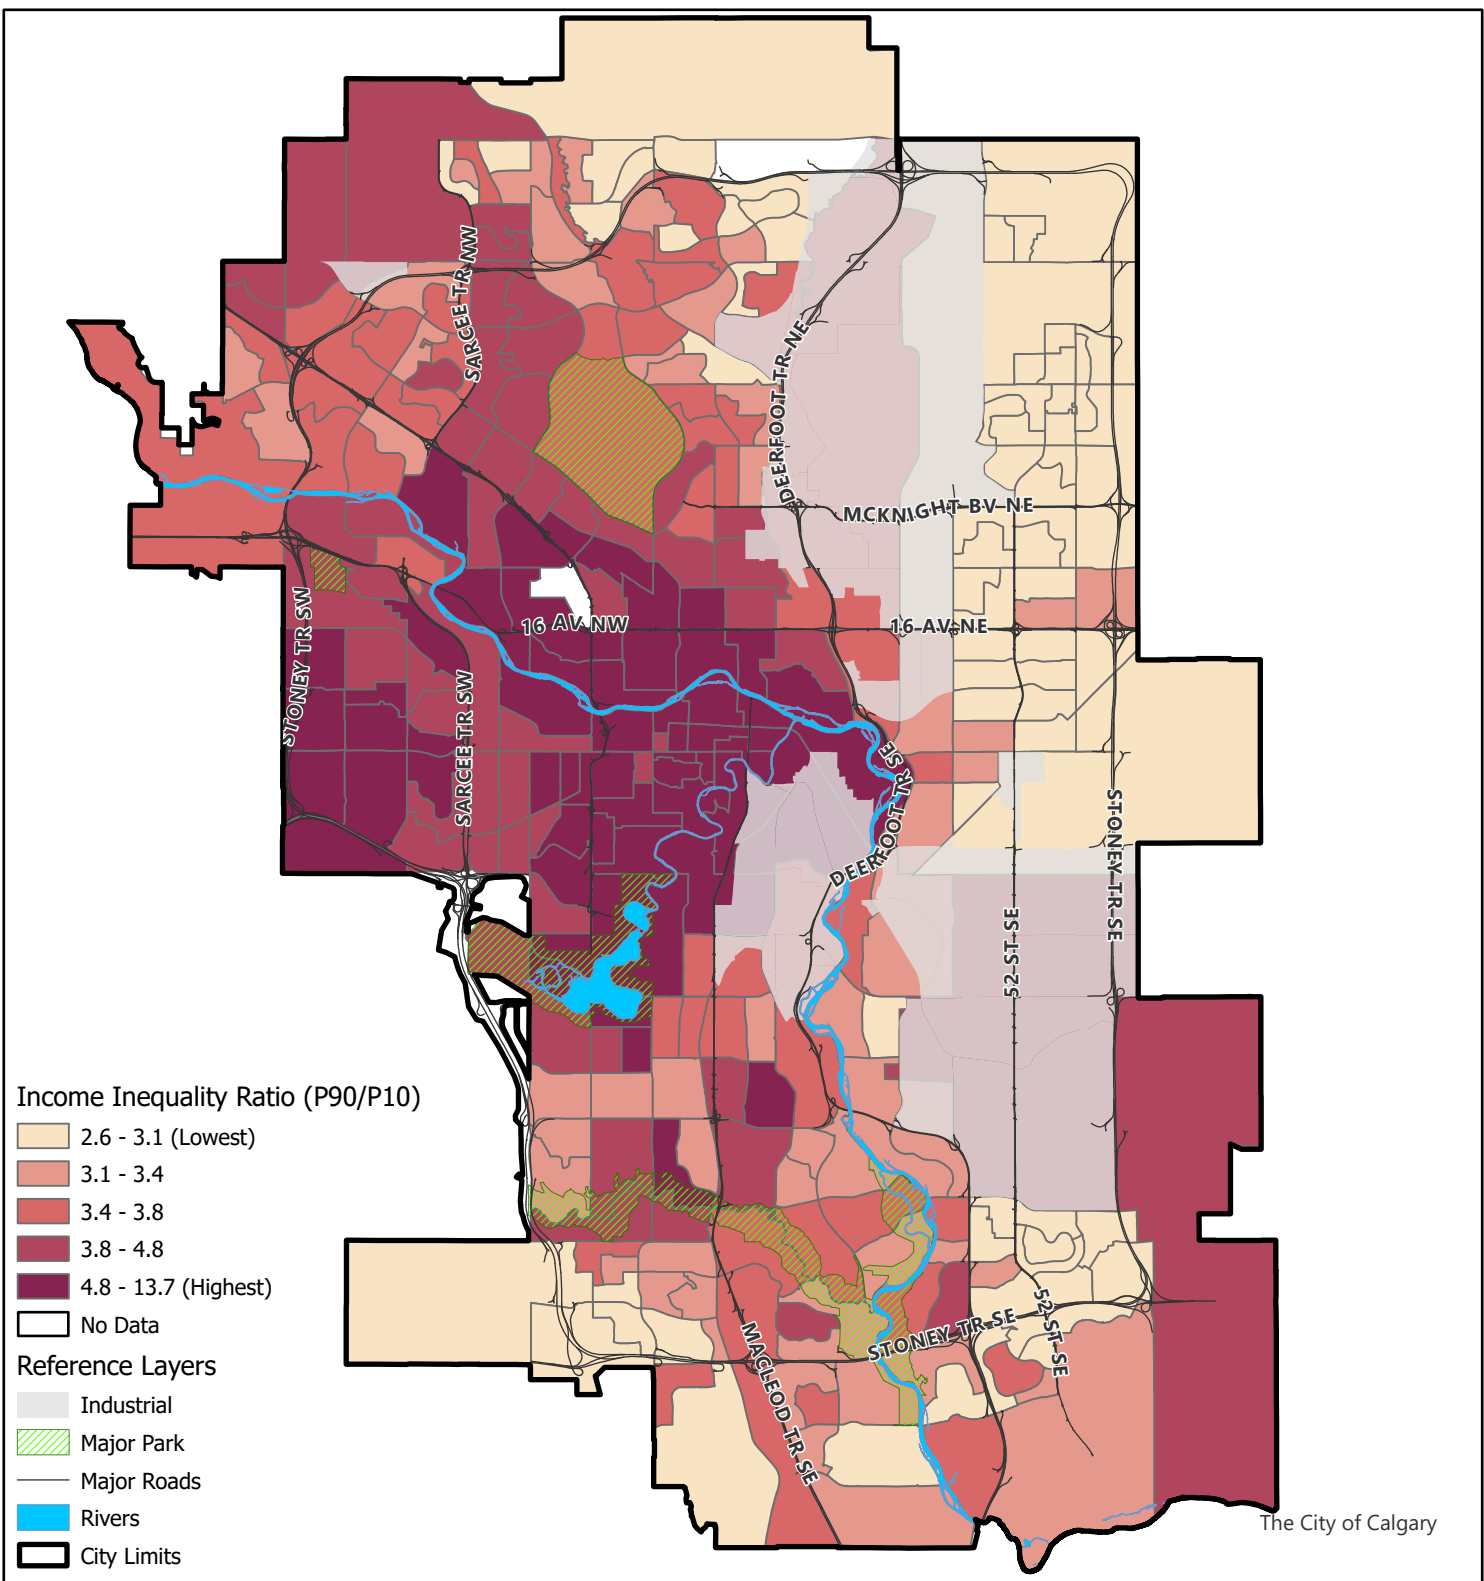 SARCEE TR NW
DEERFOOT TR NE
MCKNIGHT BV NE
STONEY TR SW
16 AV NW
16 AV NE
SARCEE TR SW
DEERFOOT TR SE
STONEY TR SE
52 ST SE
52 ST SE
STONEY TR SE
MACLEOD TR SE
Income Inequality Ratio (P90/P10)
2.6 - 3.1 (Lowest)
3.1 - 3.4
3.4 - 3.8
3.8 - 4.8
4.8 - 13.7 (Highest)
No Data
Reference Layers
Industrial
Major Park
Major Roads
Rivers
City Limits
The City of Calgary